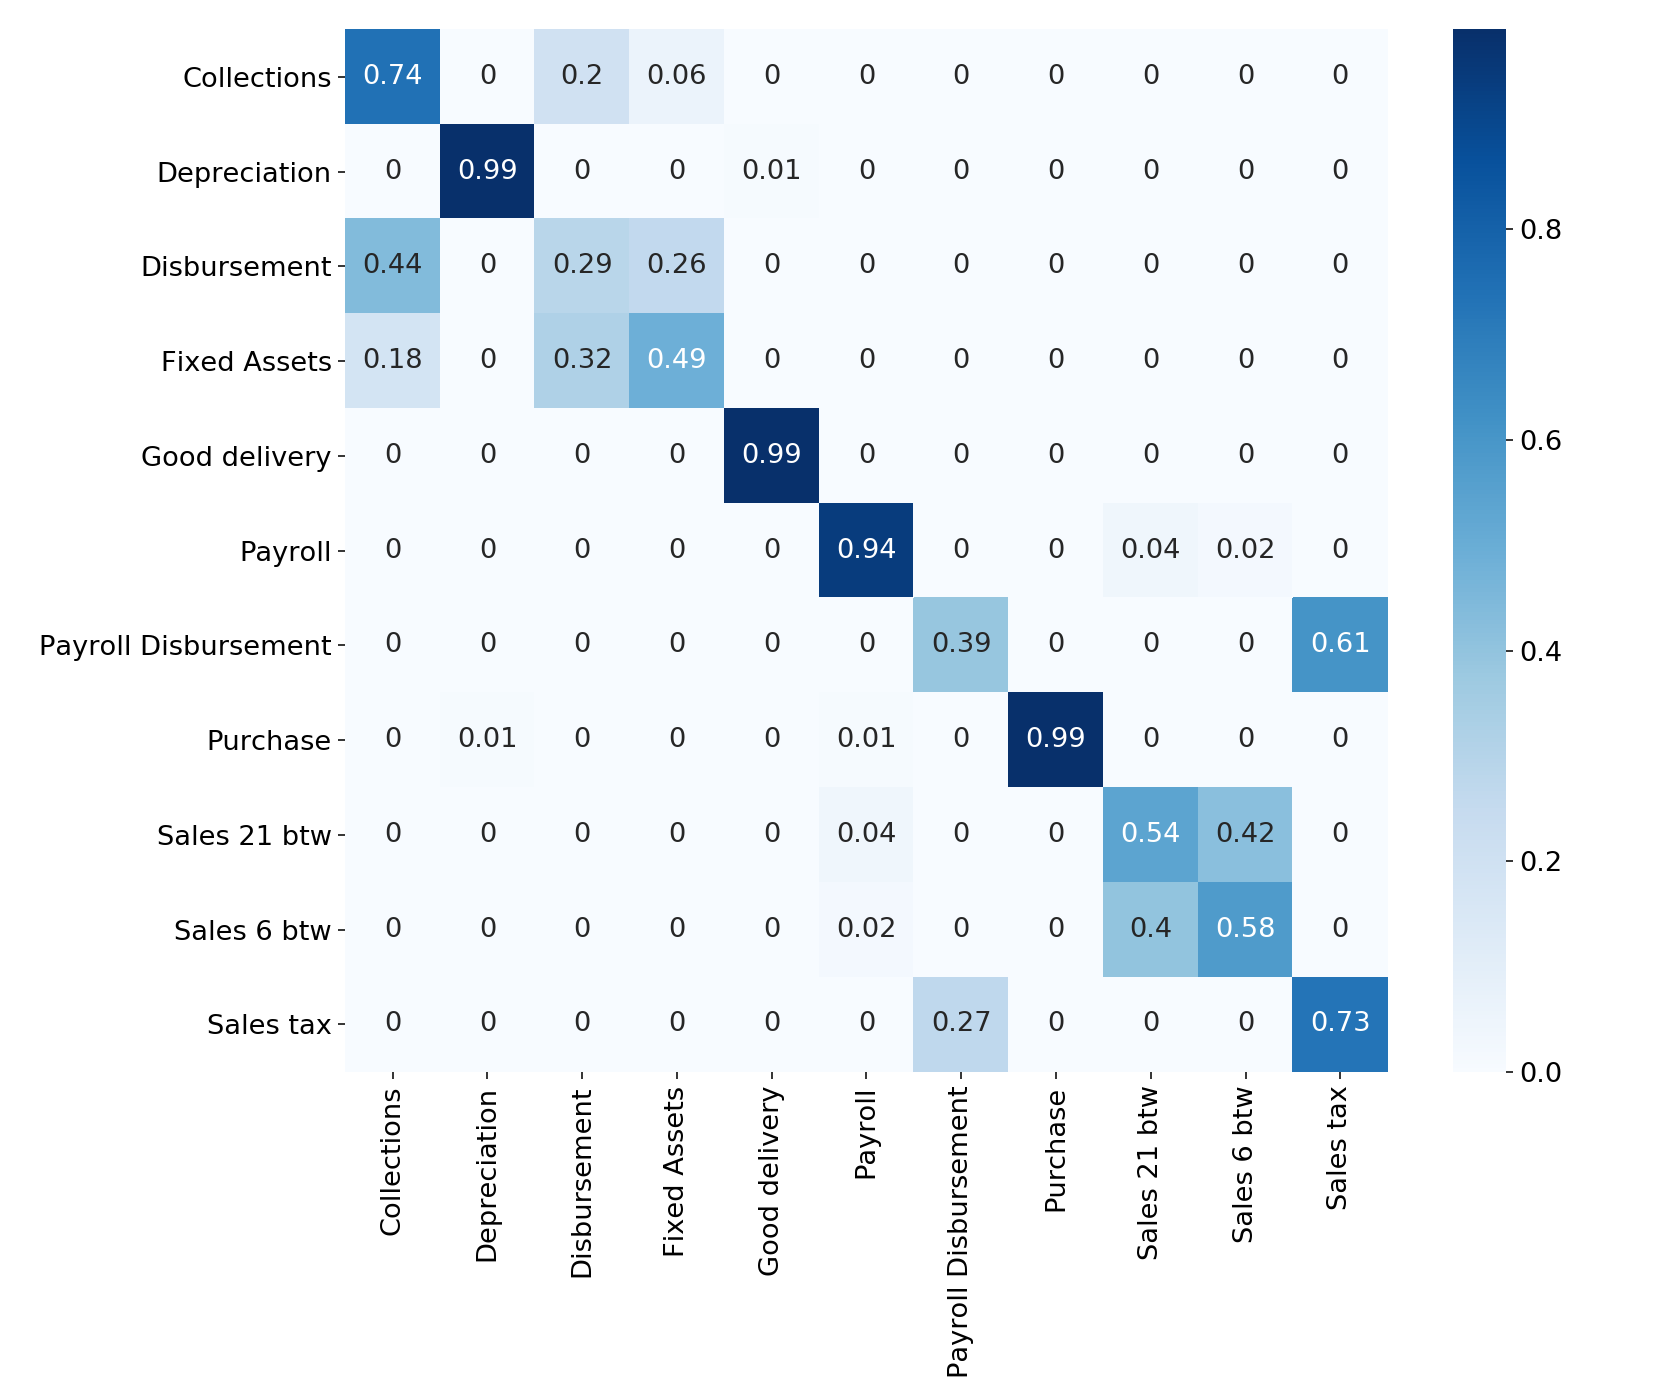 Collections 0.74 0 0.2 0.06 0 0 0 0 0 0 0
Depreciation 0 0.99 0 0 0.01 0 0 0 0 0 0
Disbursement 0.44 0 0.29 0.26 0 0 0 0 0 0 0
Fixed Assets 0.18 0 0.32 0.49 0 0 0 0 0 0 0
Good delivery 0 0 0 0 0.99 0 0 0 0 0 0
Payroll 0 0 0 0 0 0.94 0 0 0.04 0.02 0
Payroll Disbursement 0 0 0 0 0 0 0.39 0 0 0 0.61
Purchase 0 0.01 0 0 0 0.01 0 0.99 0 0 0
Sales 21 btw 0 0 0 0 0 0.04 0 0 0.54 0.42 0
Sales 6 btw 0 0 0 0 0 0.02 0 0 0.4 0.58 0
Sales tax 0 0 0 0 0 0 0.27 0 0 0 0.73
Collections
Depreciation
Disbursement
Fixed Assets
Good delivery
Payroll
Payroll Disbursement
Purchase
Sales 21 btw
Sales 6 btw
Sales tax
0.8
0.6
0.4
0.2
0.0